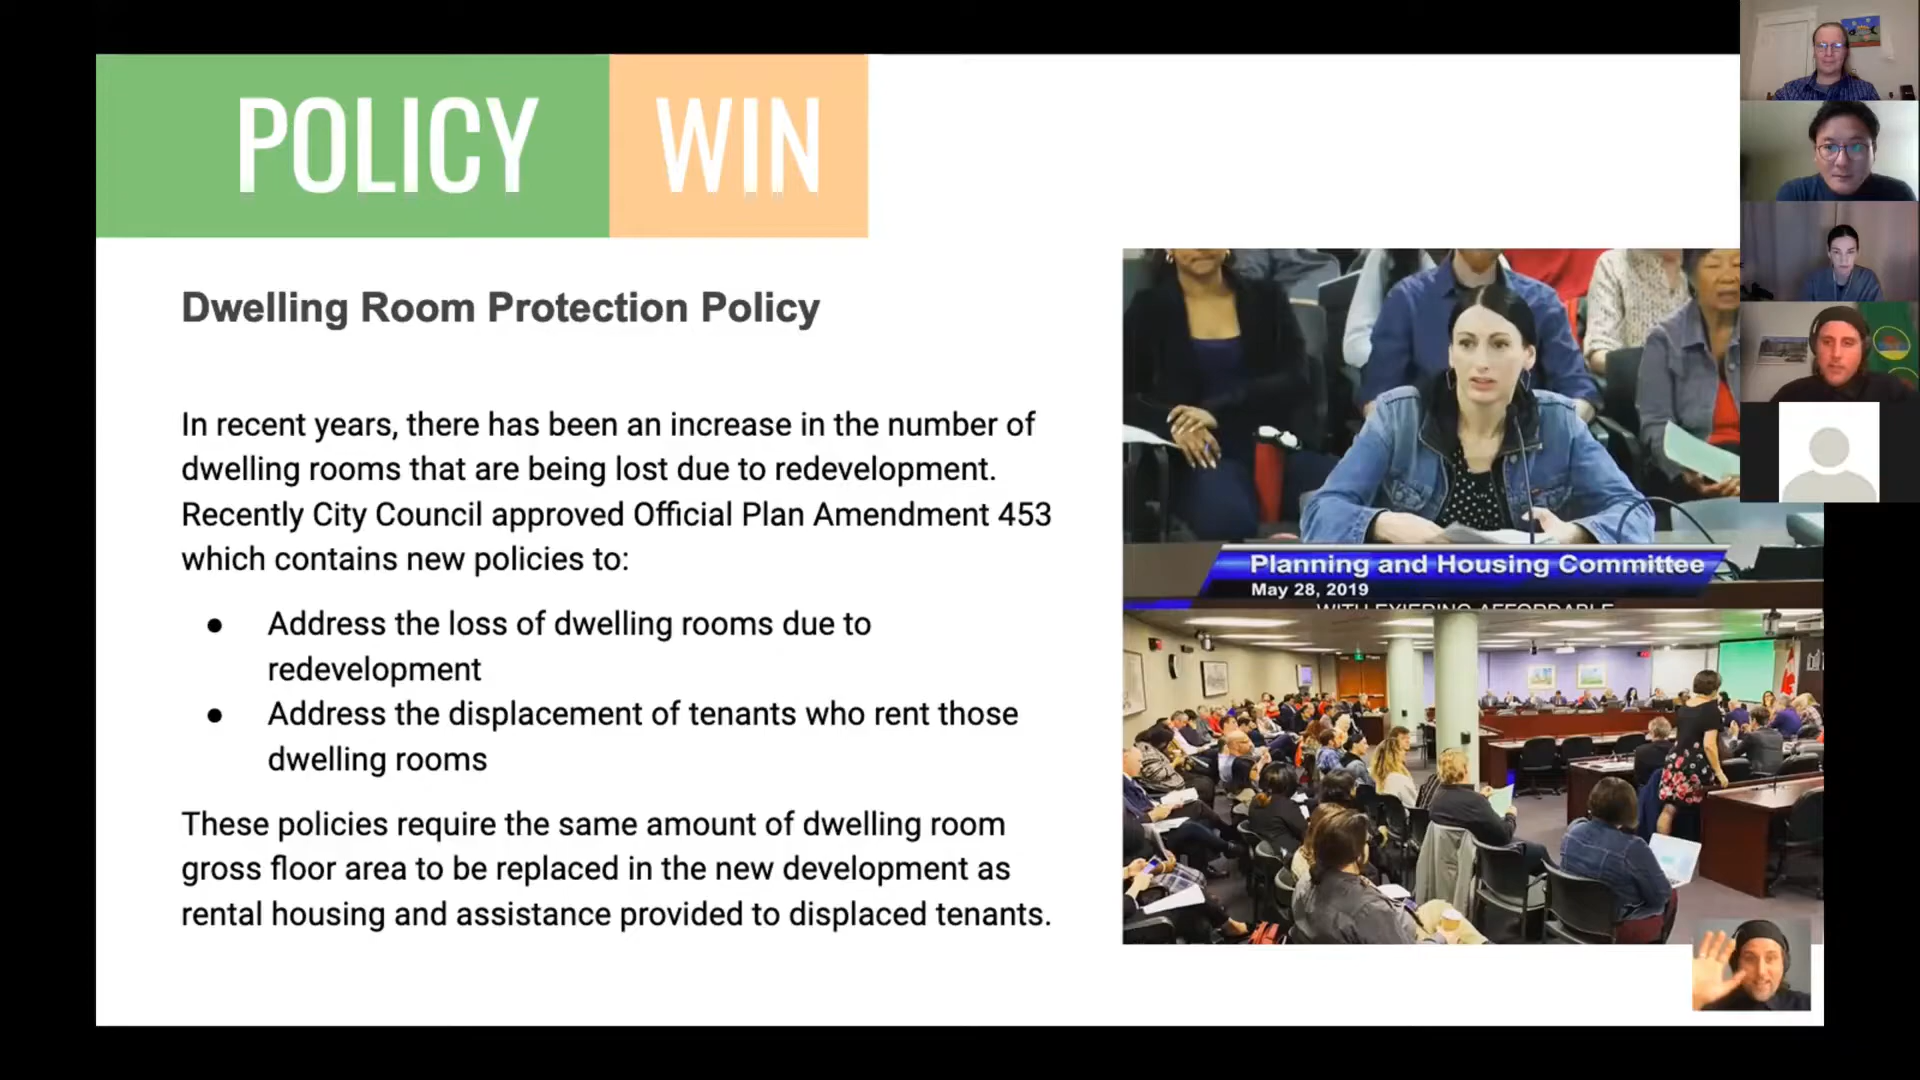 POLICY WIN
Dwelling Room Protection Policy
In recent years, there has been an increase in the number of
dwelling rooms that are being lost due to redevelopment.
Recently City Council approved Official Plan Amendment 453
which contains new policies to:
● Address the loss of dwelling rooms due to
redevelopment
● Address the displacement of tenants who rent those
dwelling rooms
These policies require the same amount of dwelling room
gross floor area to be replaced in the new development as
rental housing and assistance provided to displaced tenants.
Planning and Housing Committee
May 28, 2019
WITH EXIERING AFFORDABLE